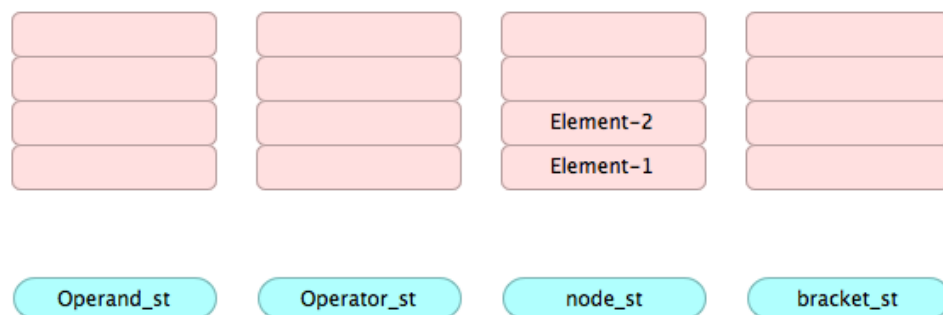 Element-2
Element-1
Operand_st
Operator_st
node_st
bracket_st